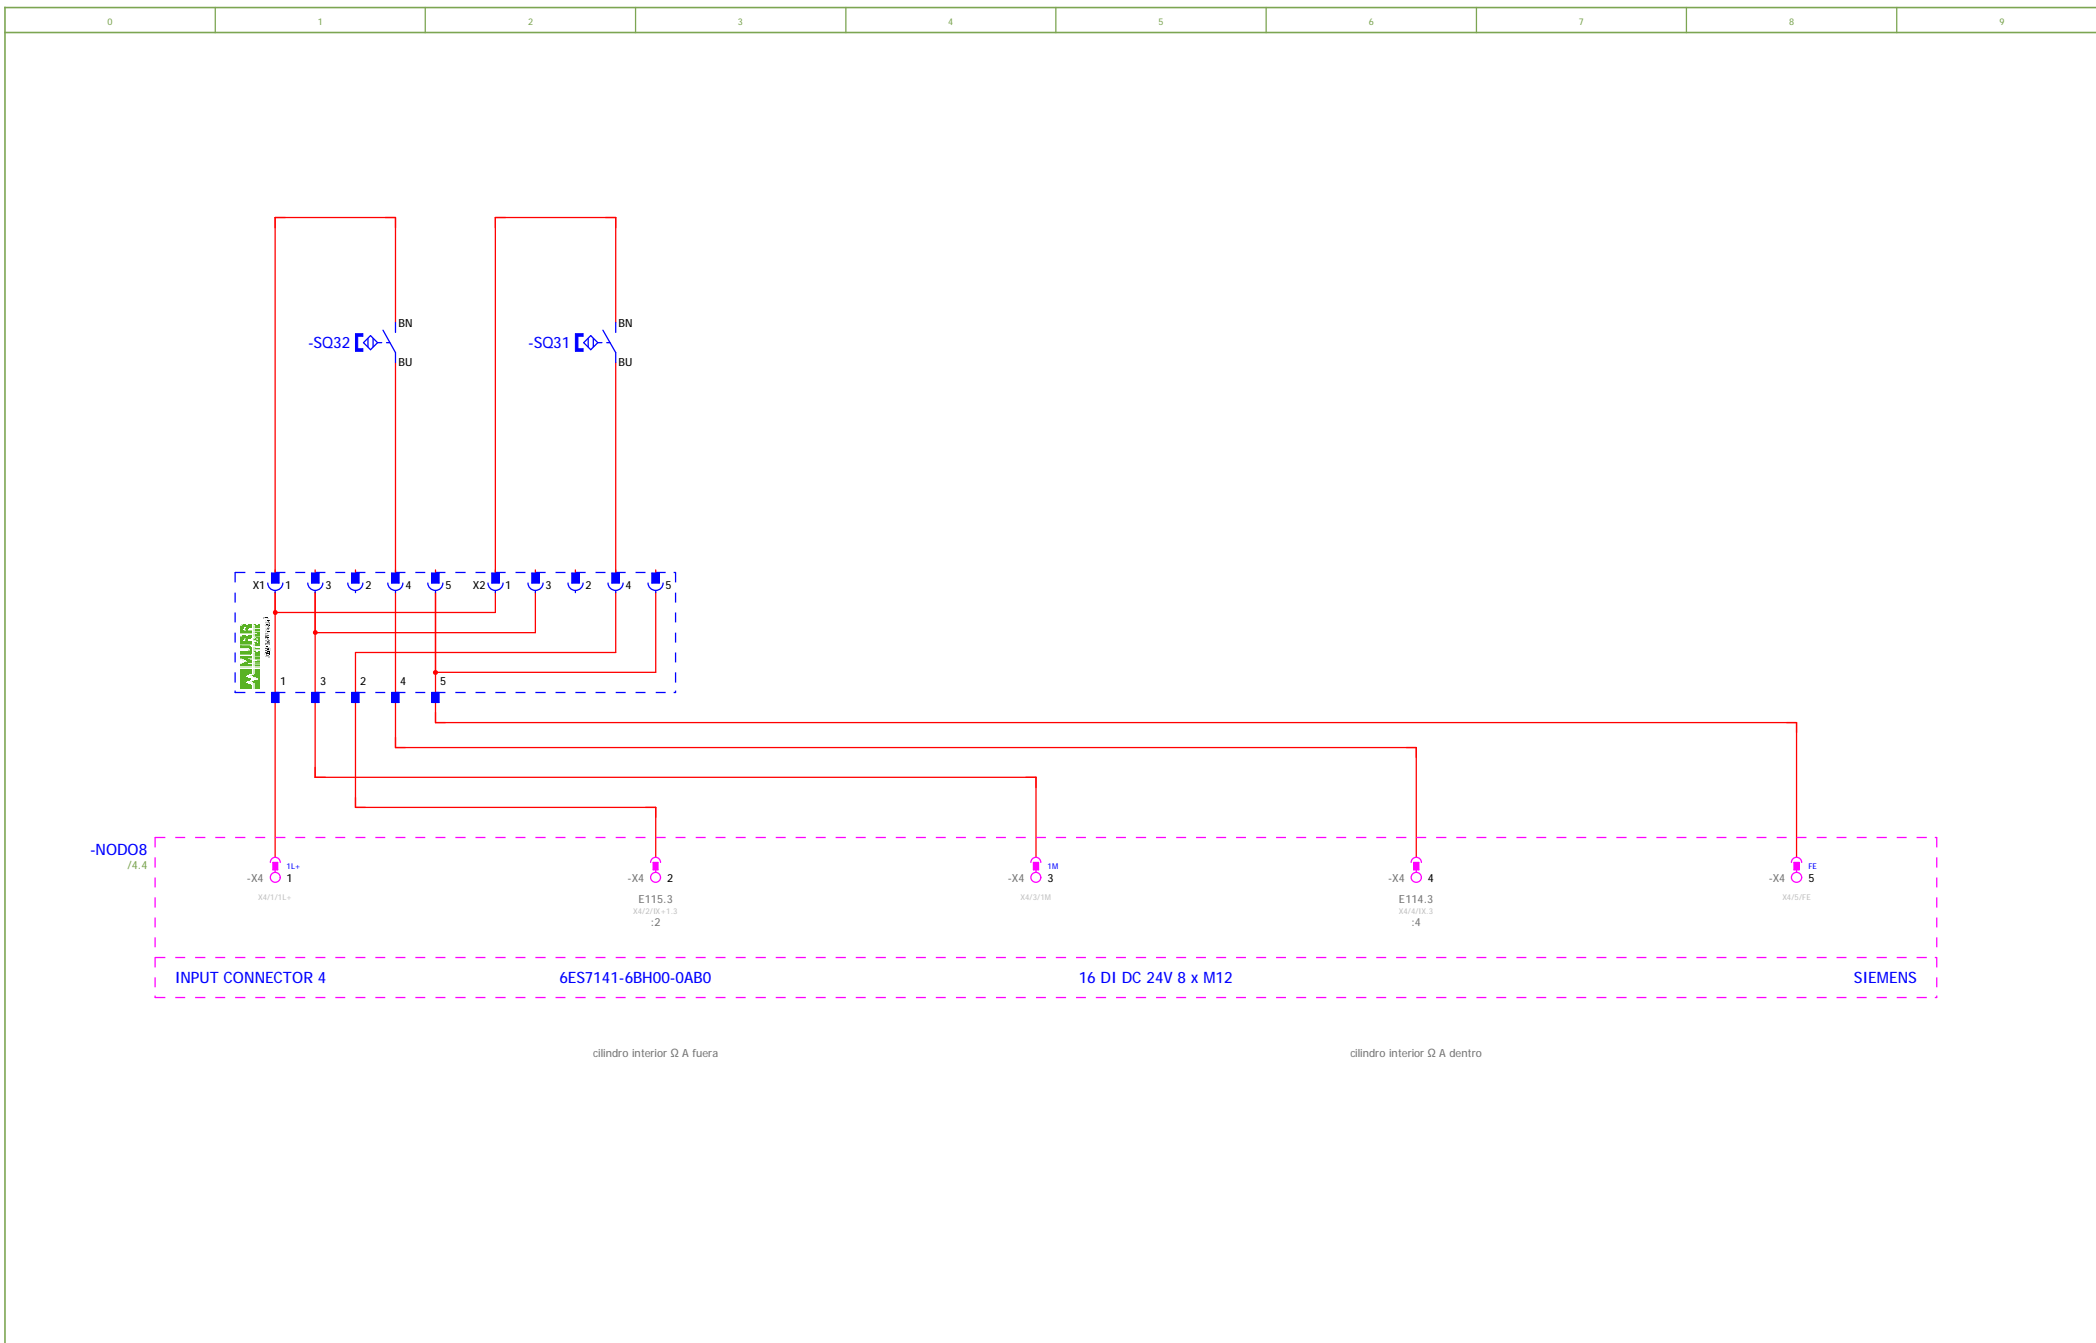 0 1 2 3 4 5 6 7 8 9
BN BN
-SQ32 -SQ31
BU BU
X1 1 3 2 4 5 X2 1 3 2 4 5
MURR
ELEKTRONIK
1 3 2 4 5
-NODO8
/4.4
1L+ 1M FE
-X4 1 -X4 2 -X4 3 -X4 4 -X4 5
X4/1/1L+ E115.3 X4/3/1M E114.3 X4/5/FE
X4/2/IX+1.3 X4/4/IX.3
:2 :4
INPUT CONNECTOR 4 6ES7141-6BH00-0AB0 16 DI DC 24V 8 x M12 SIEMENS
cilindro interior Ω A fuera cilindro interior Ω A dentro